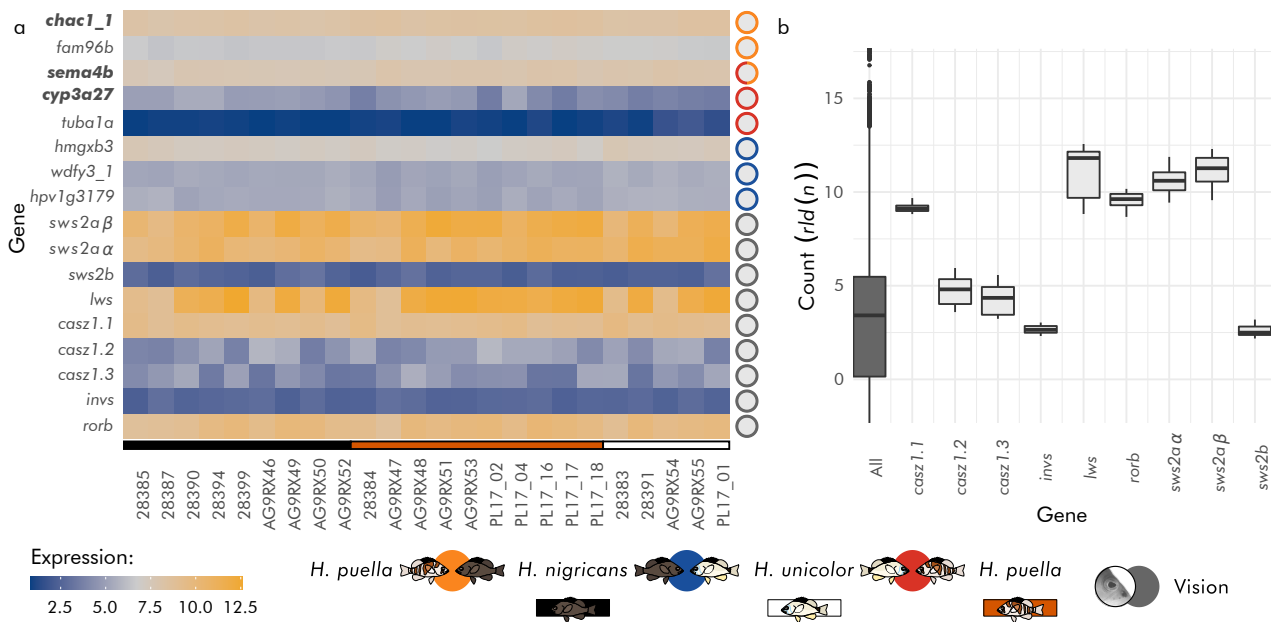 a
chac1_1
fam96b
sema4b
cyp3a27
tuba1a
hmgxb3
wdfy3_1
hpv1g3179
sws2aβ
sws2aα
sws2b
lws
casz1.1
casz1.2
casz1.3
invs
rorb
Gene
28385
28387
28390
28394
28399
AG9RX46
AG9RX49
AG9RX50
AG9RX52
28384
AG9RX47
AG9RX48
AG9RX51
AG9RX53
PL17_02
PL17_04
PL17_16
PL17_17
PL17_18
28383
28391
AG9RX54
AG9RX55
PL17_01
b
Count (rld(n))
15
10
5
0
All
casz1.1
casz1.2
casz1.3
invs
lws
rorb
sws2aα
sws2aβ
sws2b
Gene
Expression:
2.5 5.0 7.5 10.0 12.5
H. puella H. nigricans H. unicolor H. puella
Vision